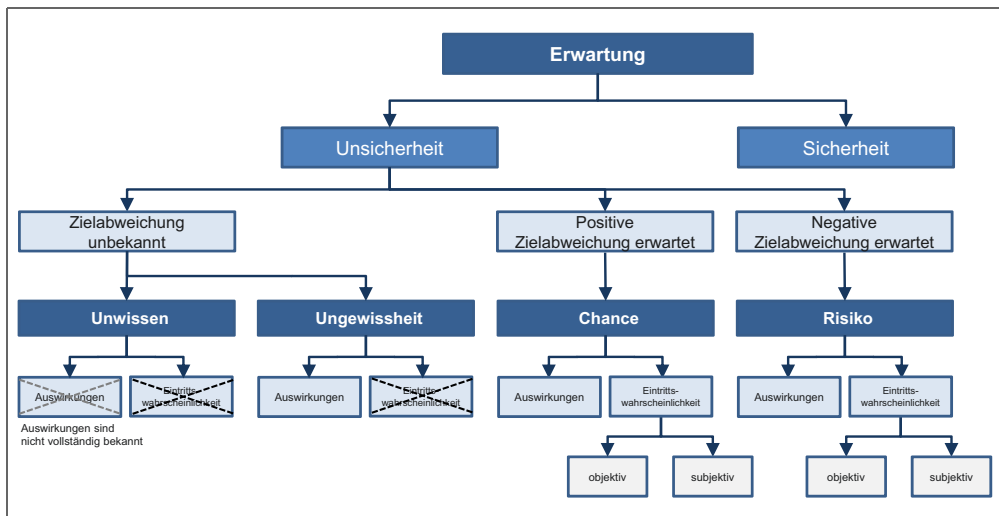 Erwartung
Unsicherheit
Sicherheit
Zielabweichung
unbekannt
Positive
Zielabweichung erwartet
Negative
Zielabweichung erwartet
Unwissen
Ungewissheit
Chance
Risiko
Auswirkungen
Eintritts-
wahrscheinlichkeit
Auswirkungen
Eintritts-
wahrscheinlichkeit
Auswirkungen
Eintritts-
wahrscheinlichkeit
Auswirkungen
Eintritts-
wahrscheinlichkeit
Auswirkungen sind
nicht vollständig bekannt
objektiv
subjektiv
objektiv
subjektiv